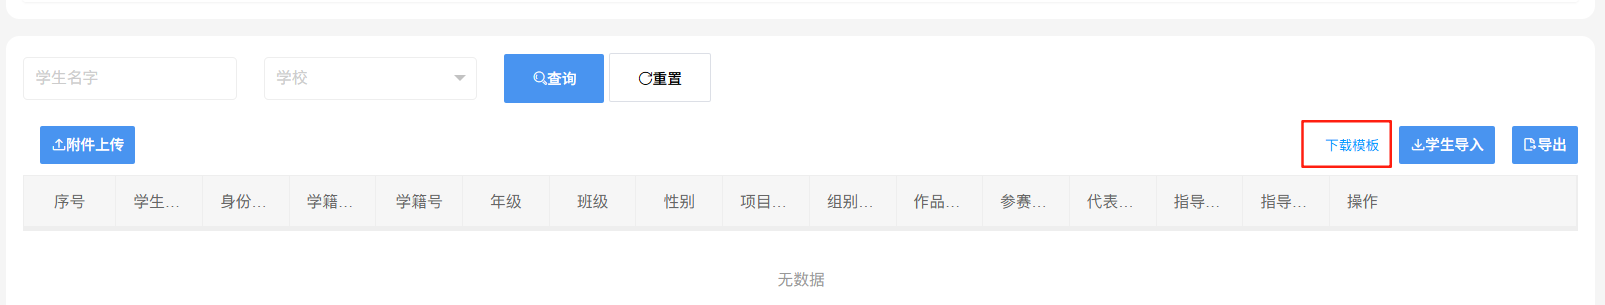 学生名字 学校 查询 重置
附件上传 下载模板 学生导入 导出
序号 学生... 身份... 学籍... 学籍号 年级 班级 性别 项目... 组别... 作品... 参赛... 代表... 指导... 指导... 操作
无数据